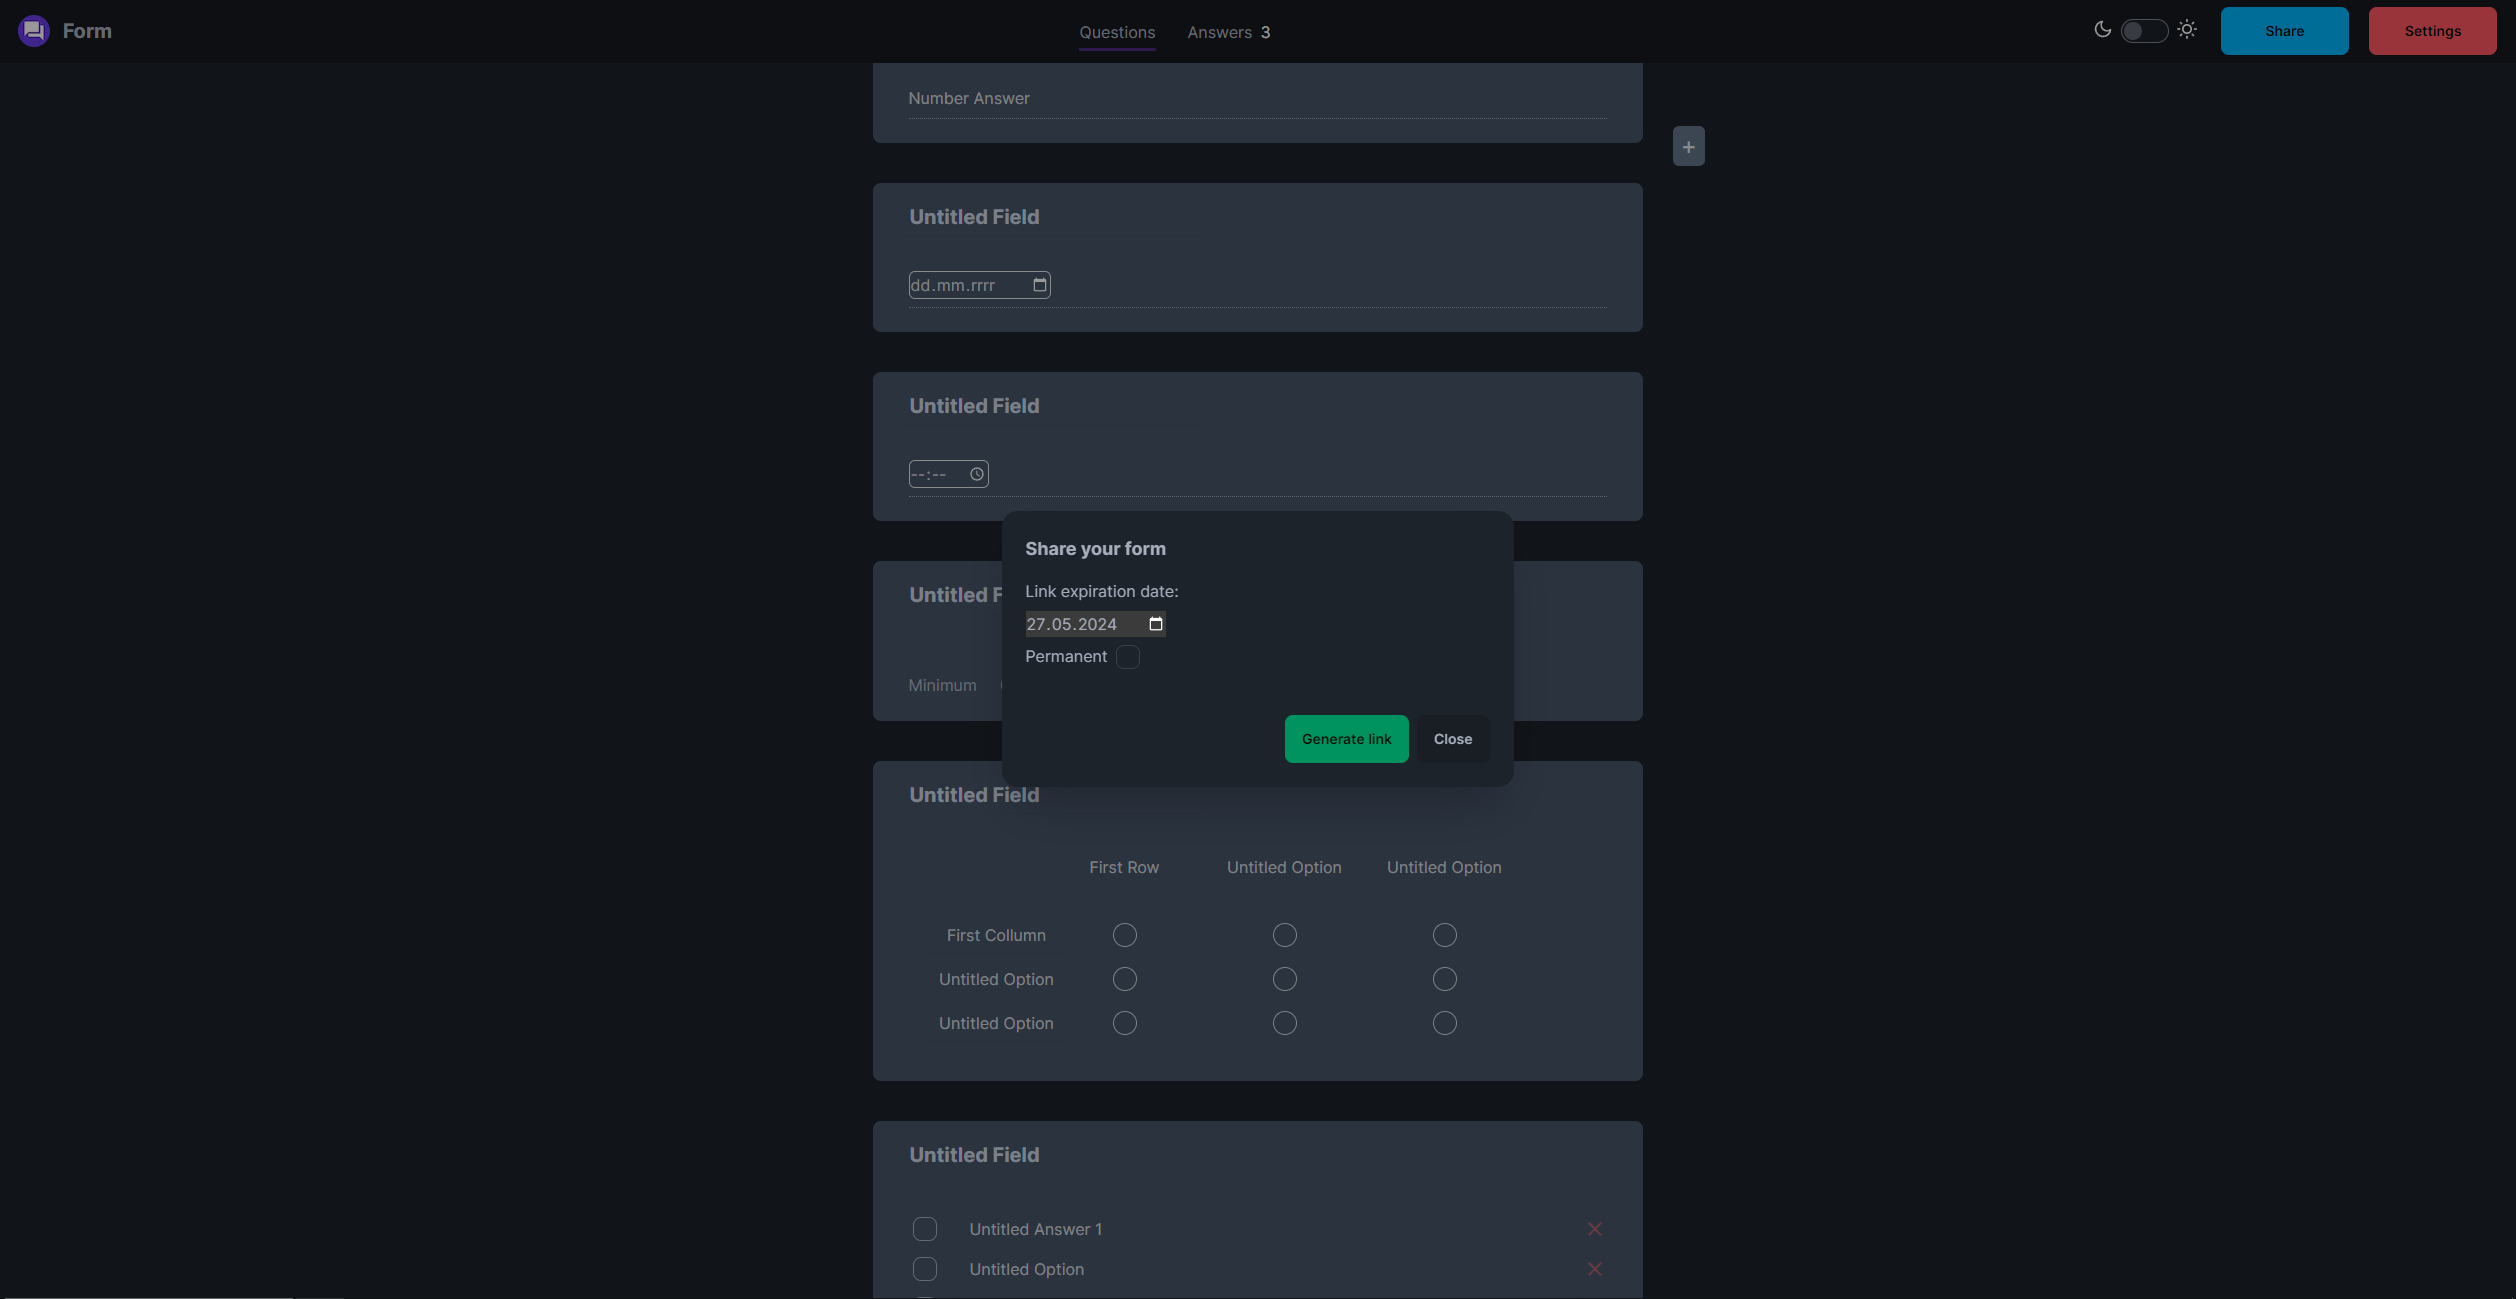 Form
Questions
Answers 3
Share
Settings
Number Answer
+
Untitled Field
dd.mm.rrrr
Untitled Field
--:--
Share your form
Link expiration date:
27.05.2024
Permanent
Generate link
Close
Untitled F
Minimum
Untitled Field
First Row Untitled Option Untitled Option
First Collumn
Untitled Option
Untitled Option
Untitled Field
Untitled Answer 1
Untitled Option